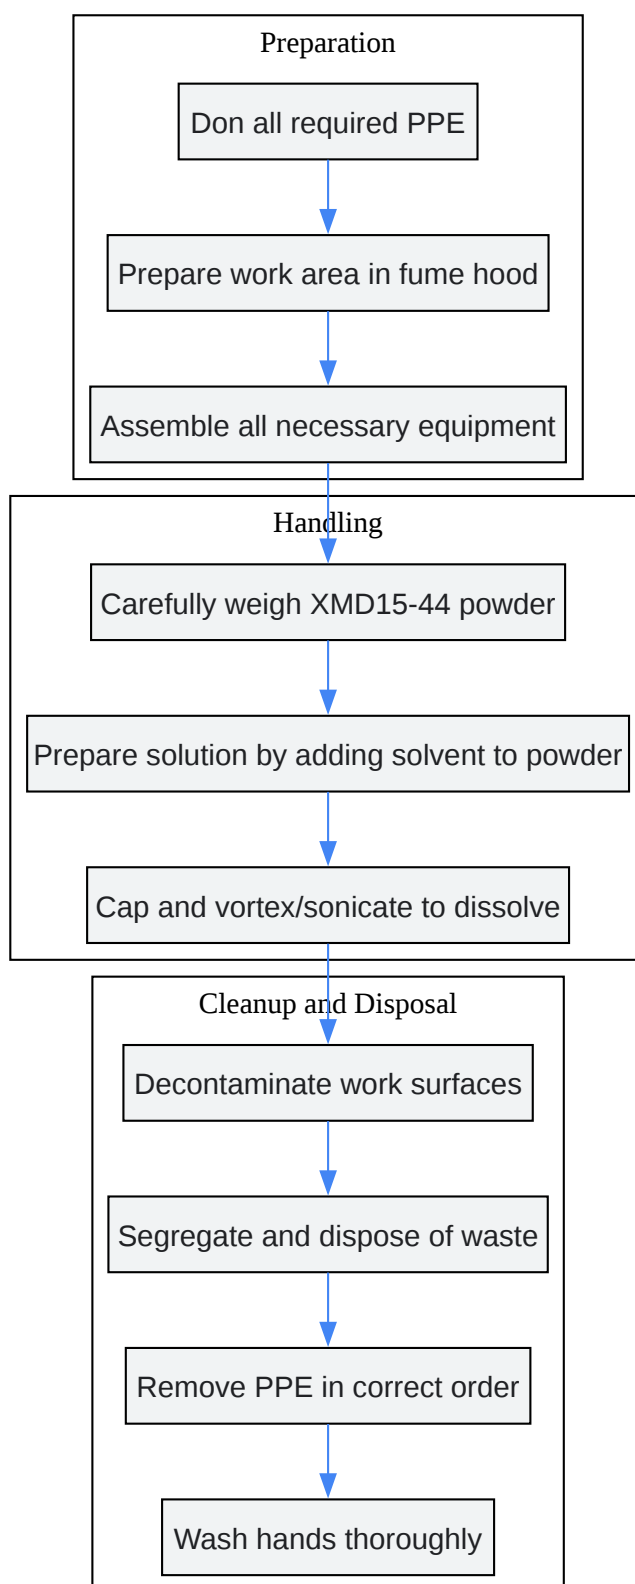 Preparation
Don all required PPE
Prepare work area in fume hood
Assemble all necessary equipment
Handling
Carefully weigh XMD15-44 powder
Prepare solution by adding solvent to powder
Cap and vortex/sonicate to dissolve
Cleanup and Disposal
Decontaminate work surfaces
Segregate and dispose of waste
Remove PPE in correct order
Wash hands thoroughly